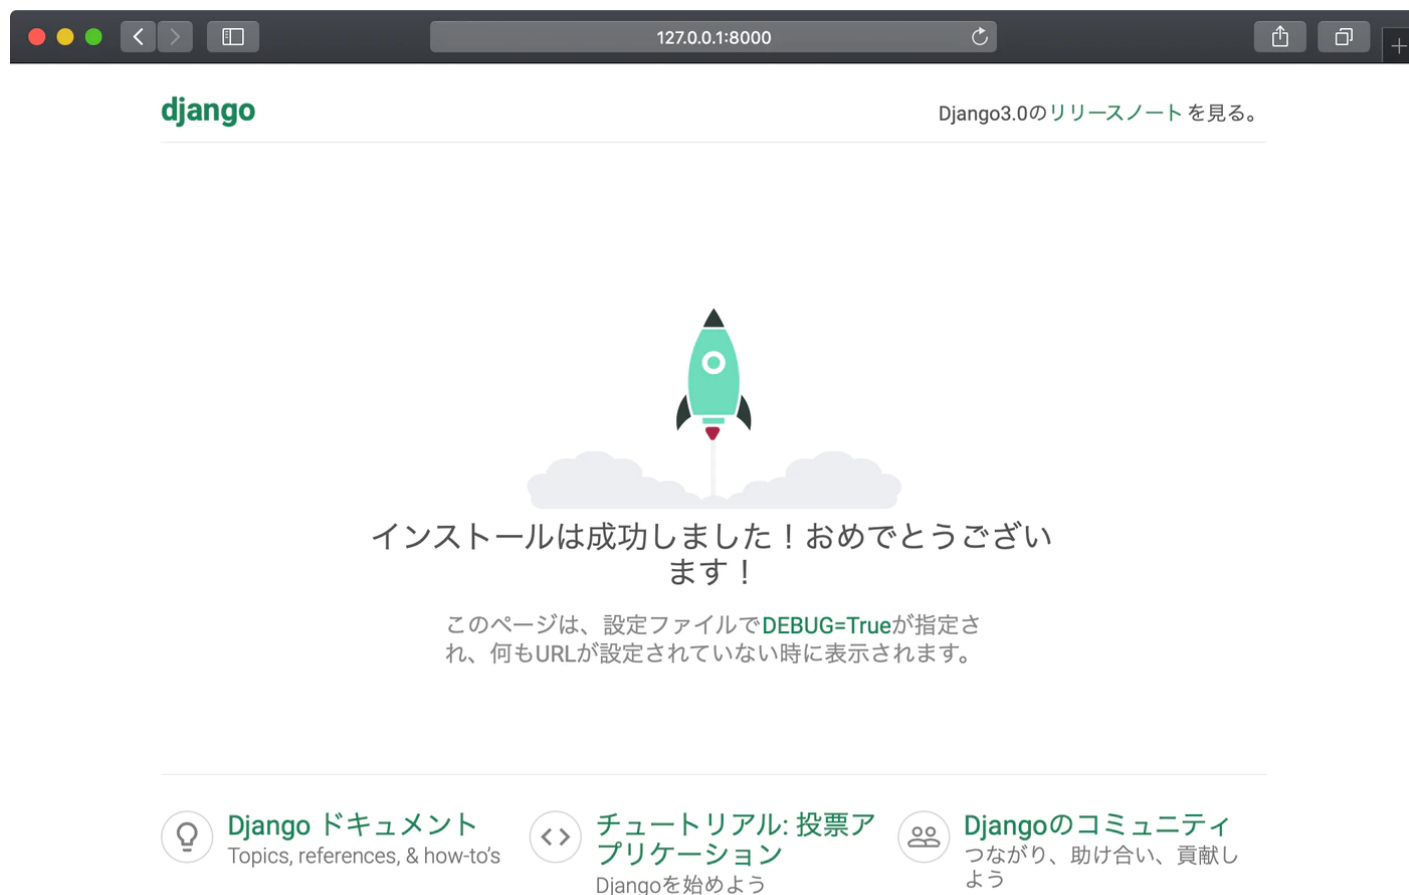 127.0.0.1:8000
django
Django3.0のリリースノート を見る。
インストールは成功しました！おめでとうござい
ます！
このページは、設定ファイルでDEBUG=Trueが指定さ
れ、何もURLが設定されていない時に表示されます。
Django ドキュメント
Topics, references, & how-to’s
チュートリアル: 投票ア
プリケーション
Djangoを始めよう
Djangoのコミュニティ
つながり、助け合い、貢献し
よう